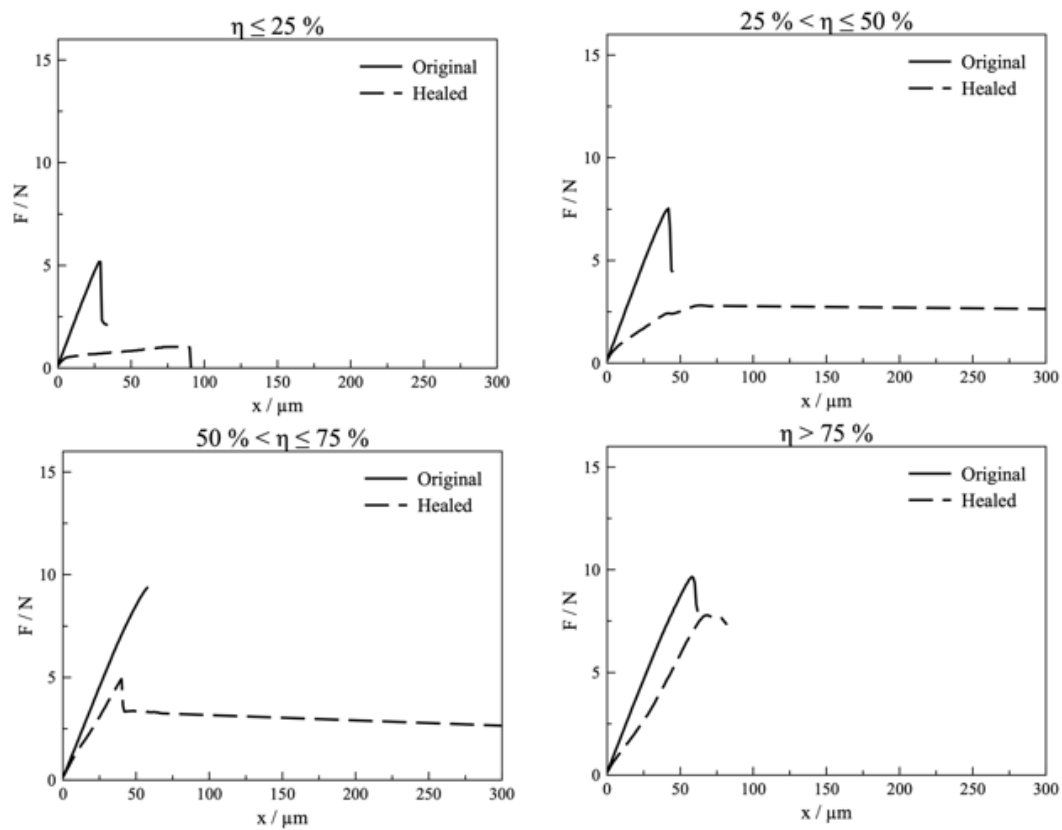 η ≤ 25 %
F / N
15
10
5
0
Original
Healed
0 50 100 150 200 250 300
x / μm
25 % < η ≤ 50 %
F / N
15
10
5
0
Original
Healed
0 50 100 150 200 250 300
x / μm
50 % < η ≤ 75 %
F / N
15
10
5
0
Original
Healed
0 50 100 150 200 250 300
x / μm
η > 75 %
F / N
15
10
5
0
Original
Healed
0 50 100 150 200 250 300
x / μm